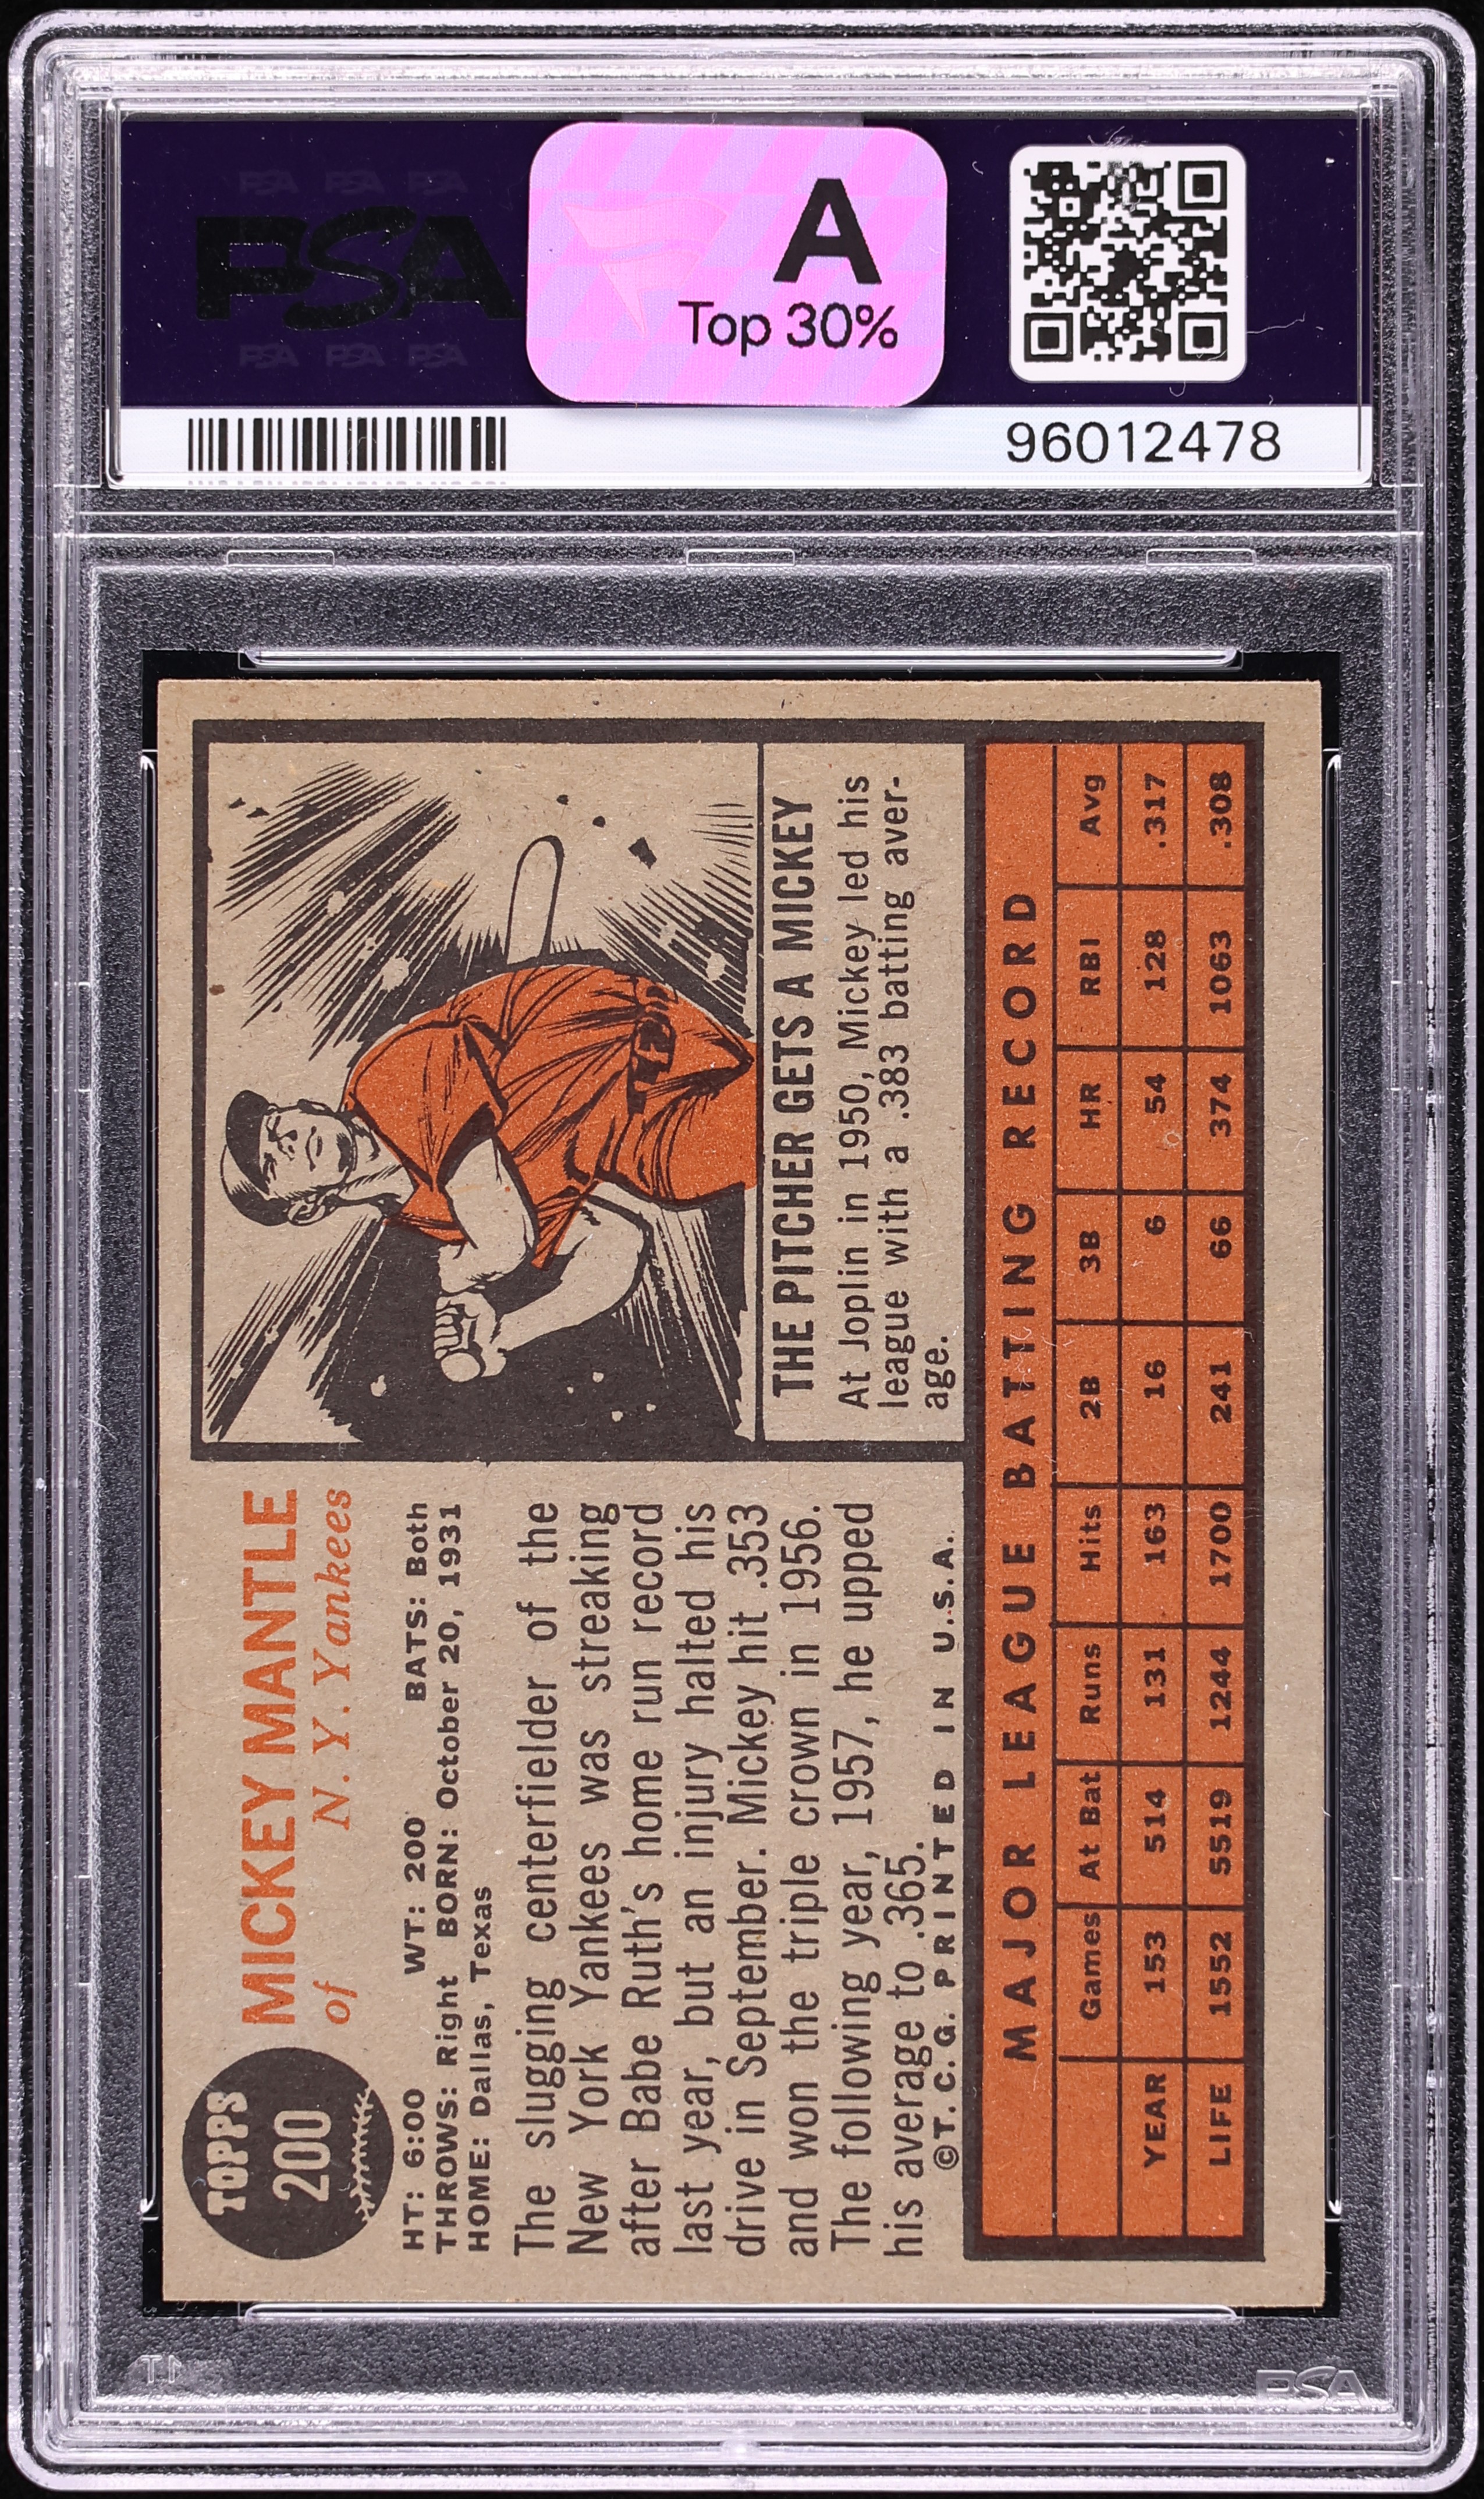 PSA PSA PSA
PSA
PSA PSA PSA
A
Top 30%
96012478
TOPPS
200
MICKEY MANTLE
of N. Y. Yankees
HT: 6:00 WT: 200 BATS: Both
THROWS: Right BORN: October 20, 1931
HOME: Dallas, Texas
The slugging centerfielder of the
New York Yankees was streaking
after Babe Ruth's home run record
last year, but an injury halted his
drive in September. Mickey hit .353
and won the triple crown in 1956.
The following year, 1957, he upped
his average to .365.
©T.C.G. PRINTED IN U.S.A.
THE PITCHER GETS A MICKEY
At Joplin in 1950, Mickey led his
league with a .383 batting aver-
age.
MAJOR LEAGUE BATTING RECORD
Games At Bat Runs Hits 2B 3B HR RBI Avg
YEAR 153 514 131 163 16 6 54 128 .317
LIFE 1552 5519 1244 1700 241 66 374 1063 .308
PSA